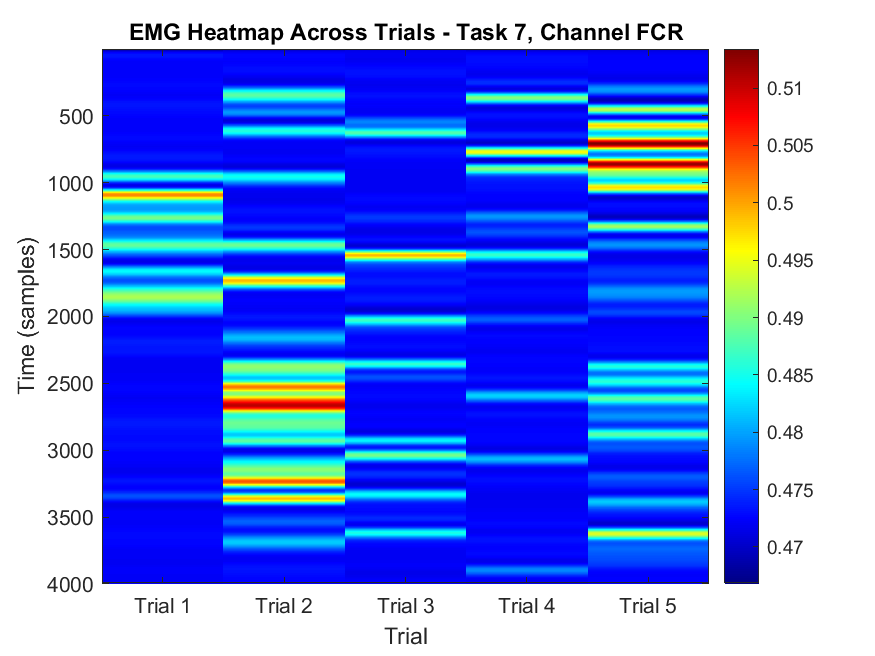 EMG Heatmap Across Trials - Task 7, Channel FCR
Time (samples)
500
1000
1500
2000
2500
3000
3500
4000
Trial 1
Trial 2
Trial 3
Trial 4
Trial 5
Trial
0.51
0.505
0.5
0.495
0.49
0.485
0.48
0.475
0.47